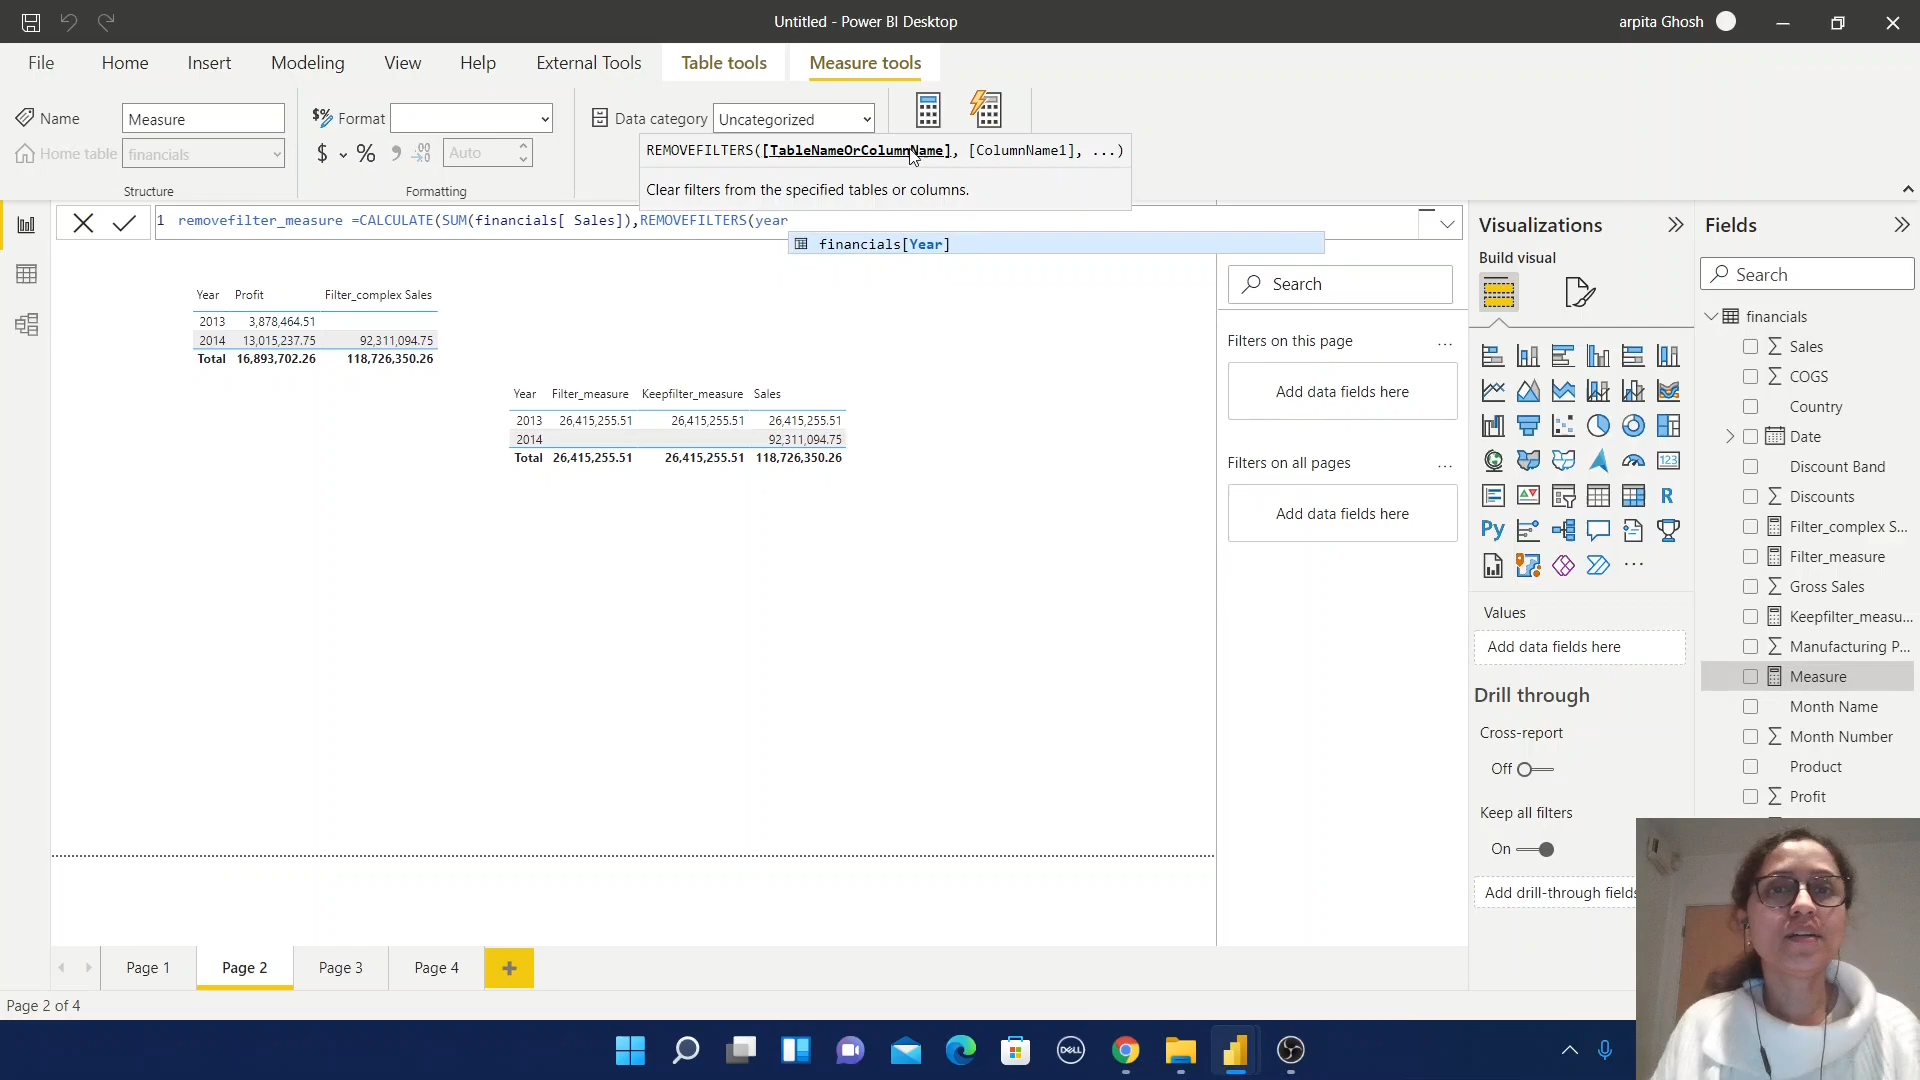 Untitled - Power BI Desktop
arpita Ghosh
File
Home
Insert
Modeling
View
Help
External Tools
Table tools
Measure tools
Name
Measure
Home table
financials
Structure
Format
$ % , .00
Auto
Formatting
Data category
Uncategorized
REMOVEFILTERS([TableNameOrColumnName], [ColumnName1], ...)
Clear filters from the specified tables or columns.
1 removefilter_measure =CALCULATE(SUM(financials[ Sales]),REMOVEFILTERS(year
financials[Year]
Year Profit Filter_complex Sales
2013 3,878,464.51
2014 13,015,237.75 92,311,094.75
Total 16,893,702.26 118,726,350.26
Year Filter_measure Keepfilter_measure Sales
2013 26,415,255.51 26,415,255.51 26,415,255.51
2014 92,311,094.75
Total 26,415,255.51 26,415,255.51 118,726,350.26
Search
Filters on this page
...
Add data fields here
Filters on all pages
...
Add data fields here
Visualizations
Build visual
123
R
Py
...
Values
Add data fields here
Drill through
Cross-report
Off
Keep all filters
On
Add drill-through fields
Fields
Search
financials
Sales
COGS
Country
Date
Discount Band
Discounts
Filter_complex S...
Filter_measure
Gross Sales
Keepfilter_measu...
Manufacturing P...
Measure
Month Name
Month Number
Product
Profit
Page 1
Page 2
Page 3
Page 4
+
Page 2 of 4
DELL